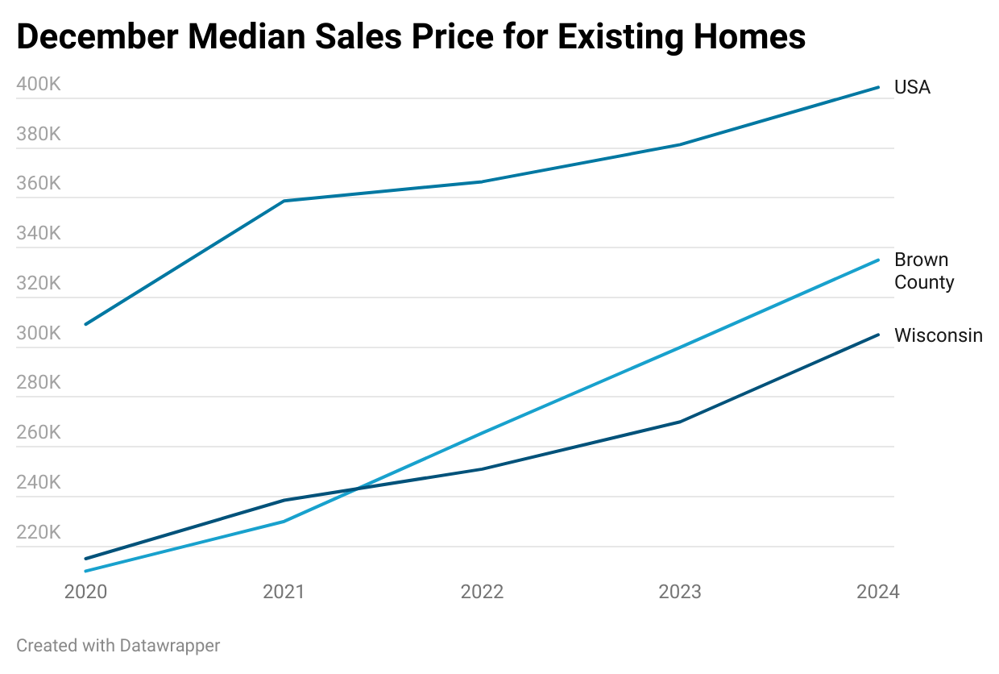 December Median Sales Price for Existing Homes
400K
USA
380K
360K
340K
Brown
County
320K
300K
Wisconsin
280K
260K
240K
220K
2020 2021 2022 2023 2024
Created with Datawrapper